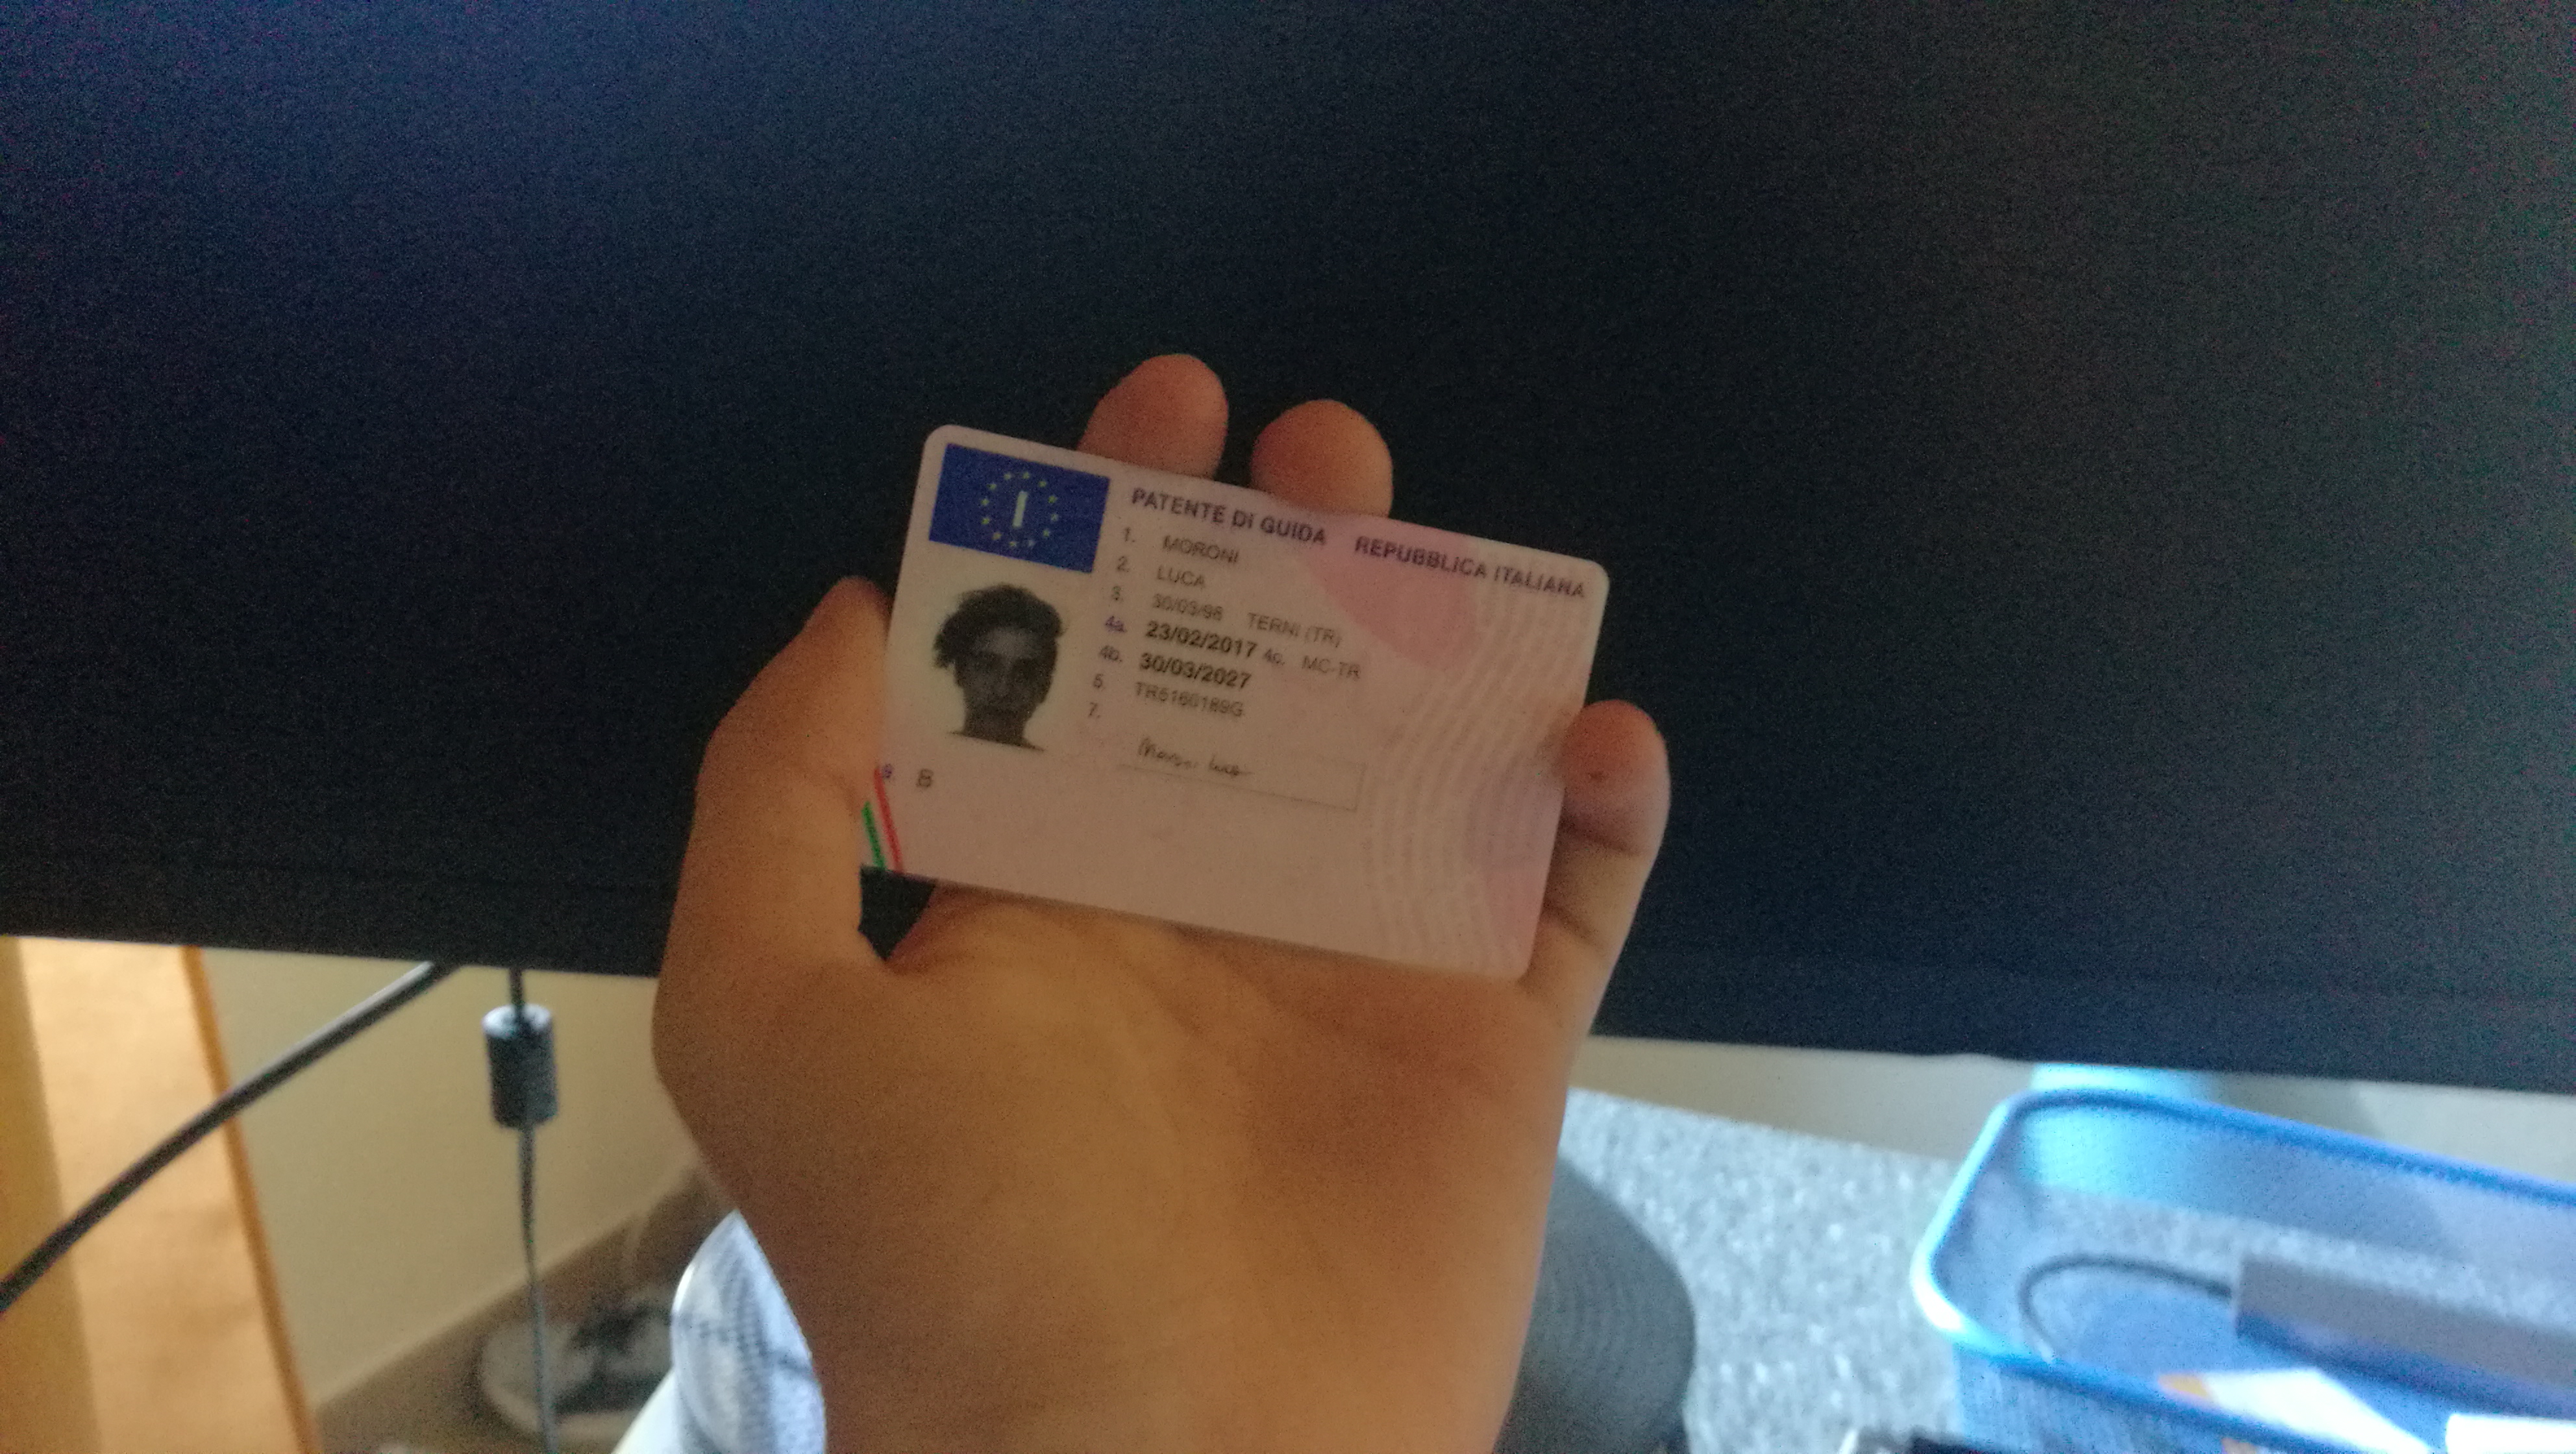 I
PATENTE DI GUIDA REPUBBLICA ITALIANA
1. MORONI
2. LUCA
3. 30/03/98 TERNI (TR)
4a. 23/02/2017 4c. MC-TR
4b. 30/03/2027
5. TR5160189G
7.
Moroni Luca
9. B